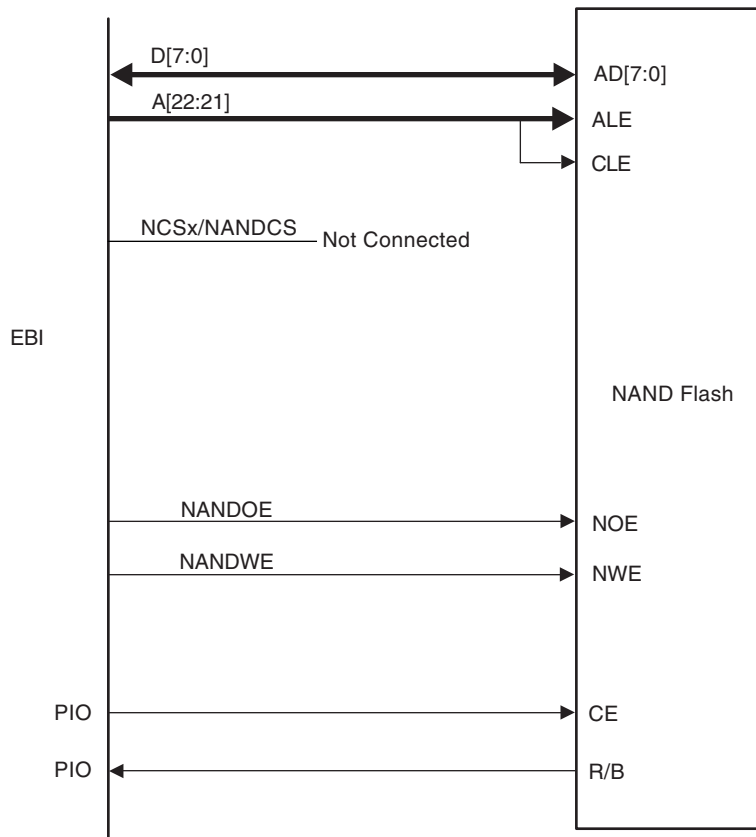 D[7:0]
AD[7:0]
A[22:21]
ALE
CLE
NCSx/NANDCS
Not Connected
EBI
NAND Flash
NANDOE
NOE
NANDWE
NWE
PIO
CE
PIO
R/B